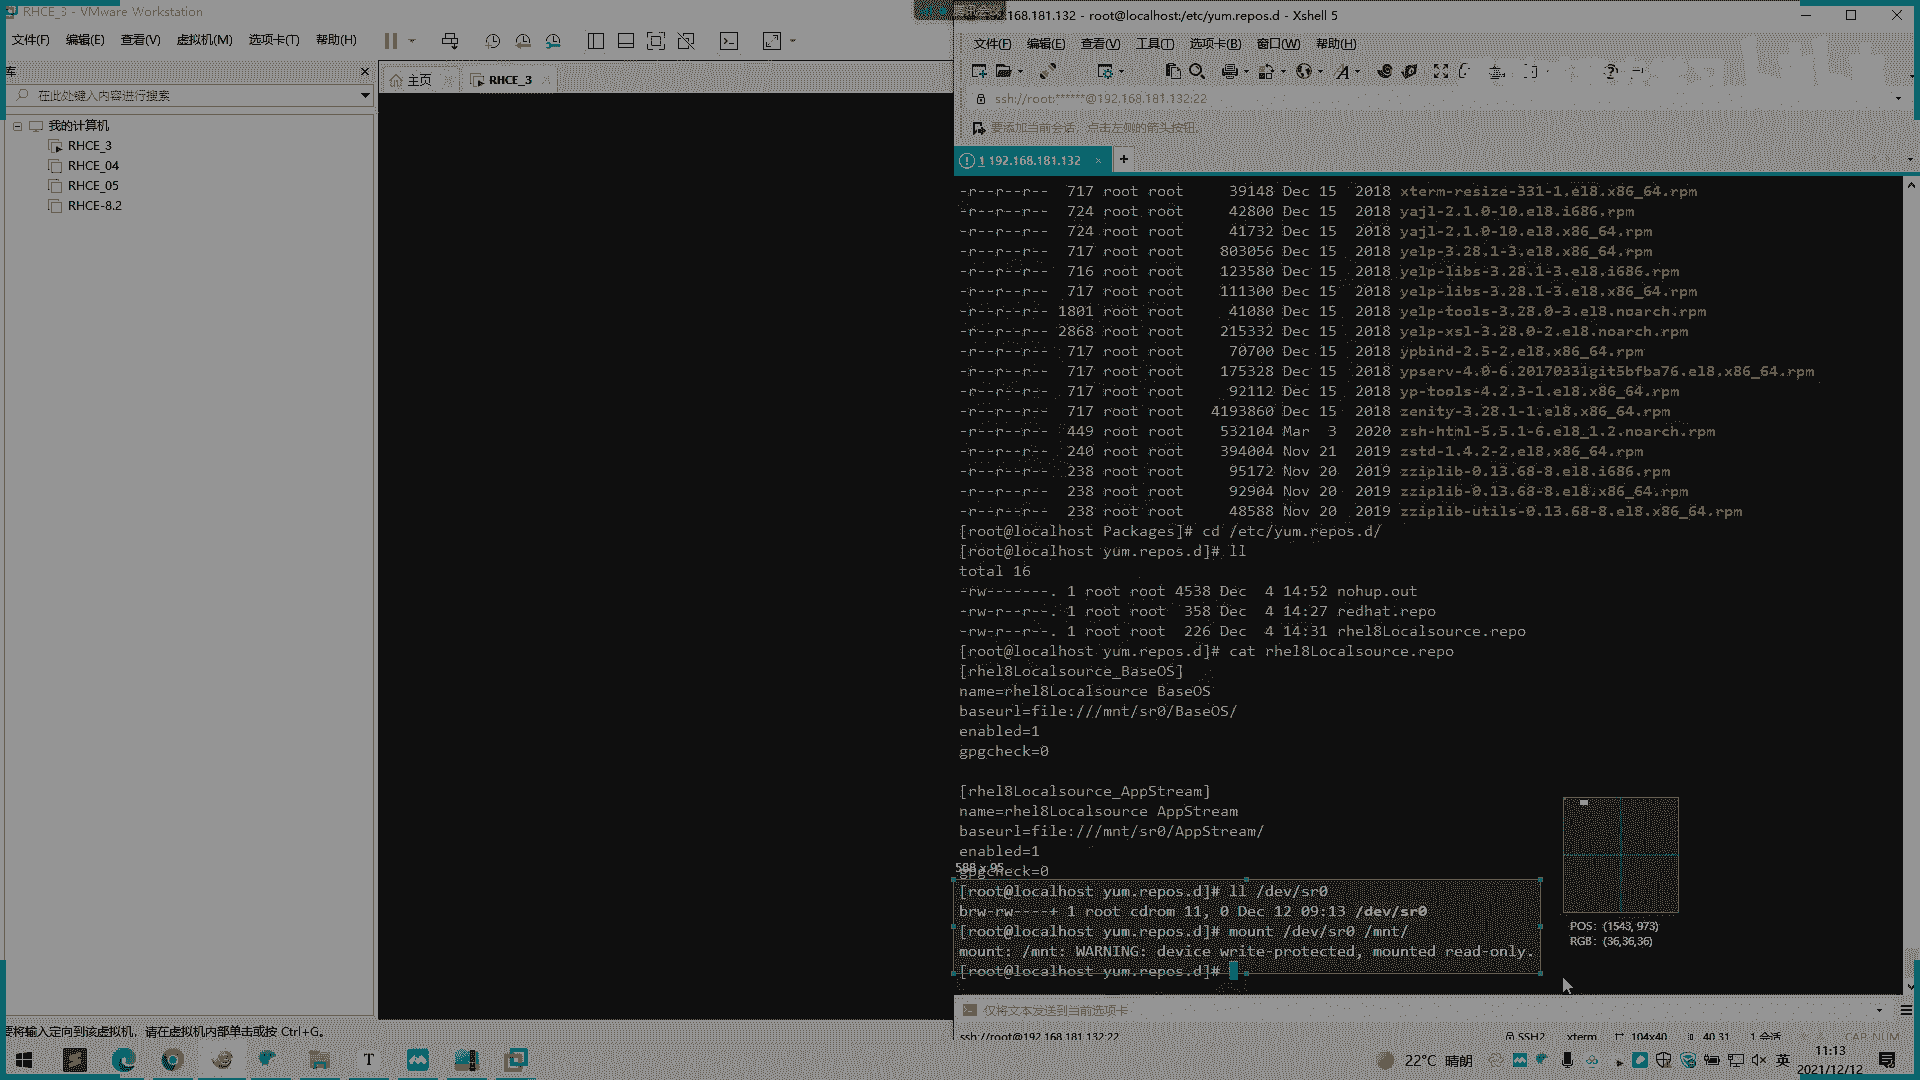 RHCE_3 - VMware Workstation
文件(F) 编辑(E) 查看(V) 虚拟机(M) 选项卡(T) 帮助(H)
库
在此处键入内容进行搜索
我的计算机
RHCE_3
RHCE_04
RHCE_05
RHCE-8.2
主页
RHCE_3
要将输入定向到该虚拟机，请在虚拟机内部单击或按 Ctrl+G。
.168.181.132 - root@localhost:/etc/yum.repos.d - Xshell 5
文件(F) 编辑(E) 查看(V) 工具(T) 选项卡(B) 窗口(W) 帮助(H)
ssh://root:******@192.168.181.132:22
要添加当前会话，点击左侧的箭头按钮。
1 192.168.181.132
-r--r--r-- 717 root root 39148 Dec 15 2018 xterm-resize-331-1.el8.x86_64.rpm
-r--r--r-- 724 root root 42800 Dec 15 2018 yajl-2.1.0-10.el8.i686.rpm
-r--r--r-- 724 root root 41732 Dec 15 2018 yajl-2.1.0-10.el8.x86_64.rpm
-r--r--r-- 717 root root 803056 Dec 15 2018 yelp-3.28.1-3.el8.x86_64.rpm
-r--r--r-- 716 root root 123580 Dec 15 2018 yelp-libs-3.28.1-3.el8.i686.rpm
-r--r--r-- 717 root root 111300 Dec 15 2018 yelp-libs-3.28.1-3.el8.x86_64.rpm
-r--r--r-- 1801 root root 41080 Dec 15 2018 yelp-tools-3.28.0-3.el8.noarch.rpm
-r--r--r-- 2868 root root 215332 Dec 15 2018 yelp-xsl-3.28.0-2.el8.noarch.rpm
-r--r--r-- 717 root root 70700 Dec 15 2018 ypbind-2.5-2.el8.x86_64.rpm
-r--r--r-- 717 root root 175328 Dec 15 2018 ypserv-4.0-6.20170331git5bfba76.el8.x86_64.rpm
-r--r--r-- 717 root root 92112 Dec 15 2018 yp-tools-4.2.3-1.el8.x86_64.rpm
-r--r--r-- 717 root root 4193860 Dec 15 2018 zenity-3.28.1-1.el8.x86_64.rpm
-r--r--r-- 449 root root 532104 Mar 3 2020 zsh-html-5.5.1-6.el8_1.2.noarch.rpm
-r--r--r-- 240 root root 394004 Nov 21 2019 zstd-1.4.2-2.el8.x86_64.rpm
-r--r--r-- 238 root root 95172 Nov 20 2019 zziplib-0.13.68-8.el8.i686.rpm
-r--r--r-- 238 root root 92904 Nov 20 2019 zziplib-0.13.68-8.el8.x86_64.rpm
-r--r--r-- 238 root root 48588 Nov 20 2019 zziplib-utils-0.13.68-8.el8.x86_64.rpm
[root@localhost Packages]# cd /etc/yum.repos.d/
[root@localhost yum.repos.d]# ll
total 16
-rw-------. 1 root root 4538 Dec 4 14:52 nohup.out
-rw-r--r--. 1 root root 358 Dec 4 14:27 redhat.repo
-rw-r--r--. 1 root root 226 Dec 4 14:31 rhel8Localsource.repo
[root@localhost yum.repos.d]# cat rhel8Localsource.repo
[rhel8Localsource_BaseOS]
name=rhel8Localsource BaseOS
baseurl=file:///mnt/sr0/BaseOS/
enabled=1
gpgcheck=0
[rhel8Localsource_AppStream]
name=rhel8Localsource AppStream
baseurl=file:///mnt/sr0/AppStream/
enabled=1
588 x 95
gpgcheck=0
[root@localhost yum.repos.d]# ll /dev/sr0
brw-rw----+ 1 root cdrom 11, 0 Dec 12 09:13 /dev/sr0
[root@localhost yum.repos.d]# mount /dev/sr0 /mnt/
mount: /mnt: WARNING: device write-protected, mounted read-only.
[root@localhost yum.repos.d]#
POS: (1543, 973)
RGB: (36,36,36)
仅将文本发送到当前选项卡
ssh://root@192.168.181.132:22 SSH2 xterm 104x40 40,31 1 会话 CAP NUM
22°C 晴朗 英 11:13
2021/12/12